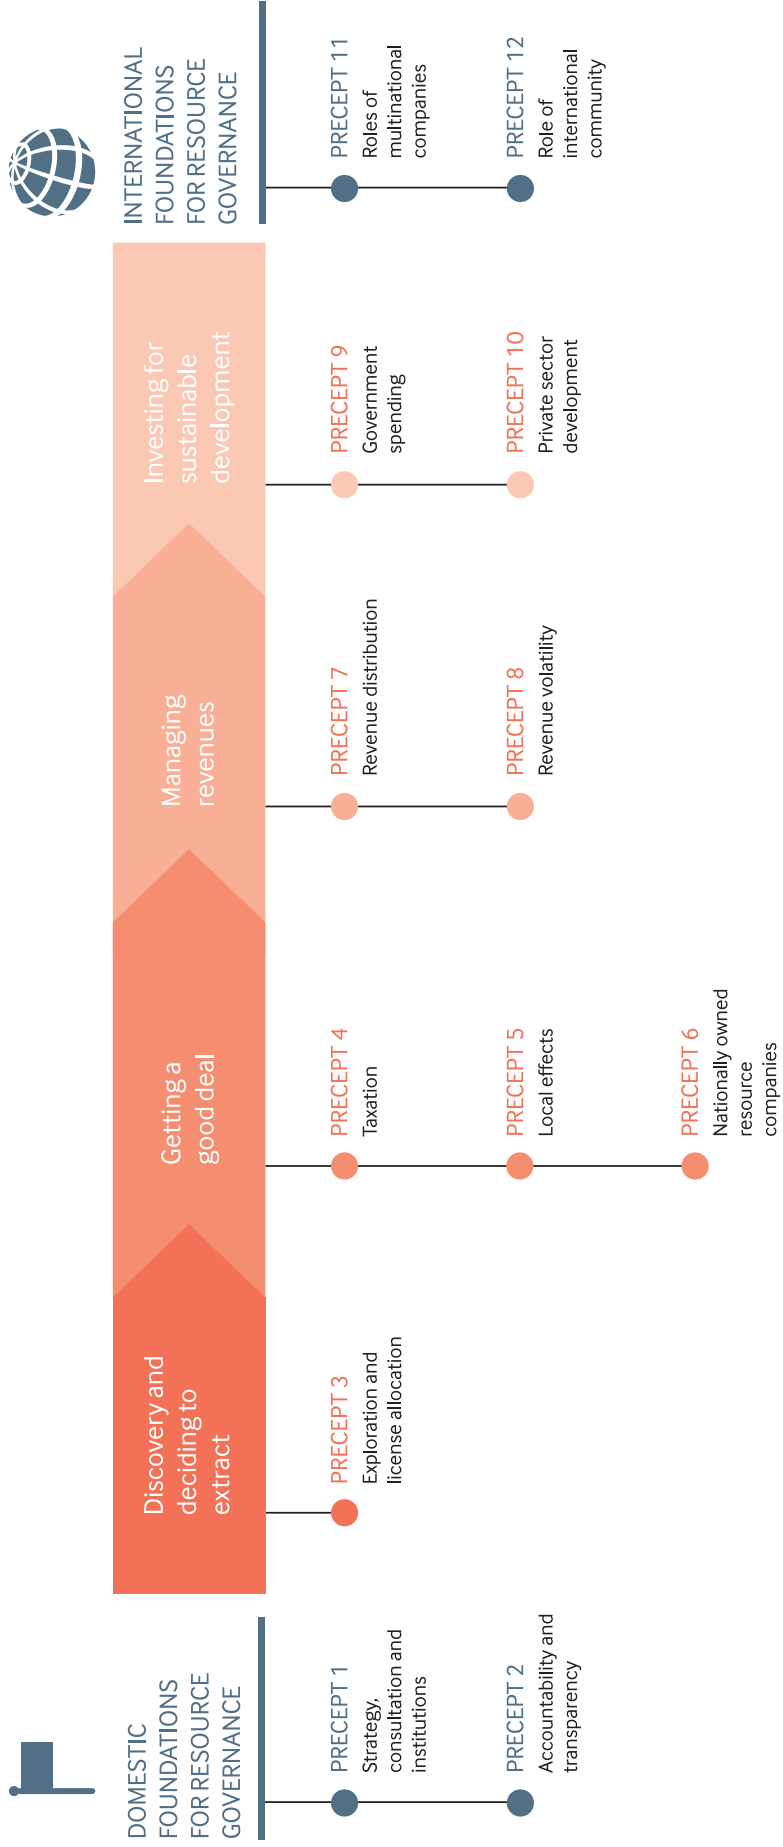 DOMESTIC
FOUNDATIONS
FOR RESOURCE
GOVERNANCE
PRECEPT 1
Strategy,
consultation and
institutions
PRECEPT 2
Accountability and
transparency
Discovery and
deciding to
extract
PRECEPT 3
Exploration and
license allocation
Getting a
good deal
PRECEPT 4
Taxation
PRECEPT 5
Local effects
PRECEPT 6
Nationally owned
resource
companies
Managing
revenues
PRECEPT 7
Revenue distribution
PRECEPT 8
Revenue volatility
Investing for
sustainable
development
PRECEPT 9
Government
spending
PRECEPT 10
Private sector
development
INTERNATIONAL
FOUNDATIONS
FOR RESOURCE
GOVERNANCE
PRECEPT 11
Roles of
multinational
companies
PRECEPT 12
Role of
international
community